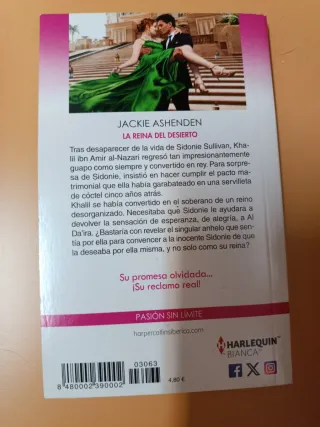 JACKIE ASHENDEN
LA REINA DEL DESIERTO
Tras desaparecer de la vida de Sidonie Sullivan, Kha-
lil ibn Amir al-Nazari regresó tan impresionantemente
guapo como siempre y convertido en rey. Para sorpre-
sa de Sidonie, insistió en hacer cumplir el pacto ma-
trimonial que ella había garabateado en una servilleta
de cóctel cinco años atrás.
Khalil se había convertido en el soberano de un reino
desorganizado. Necesitaba que Sidonie le ayudara a
devolver la sensación de esperanza, de alegría, a Al
Da'ira. ¿Bastaría con revelar el singular anhelo que sen-
tía por ella para convencer a la inocente Sidonie de que
la deseaba por ella misma, y no solo como su reina?
Su promesa olvidada...
¡Su reclamo real!
PASIÓN SIN LÍMITE
harpercollinsiberica.com
HARLEQUIN
BIANCA™
03063
8 480002 390002
4,80 €